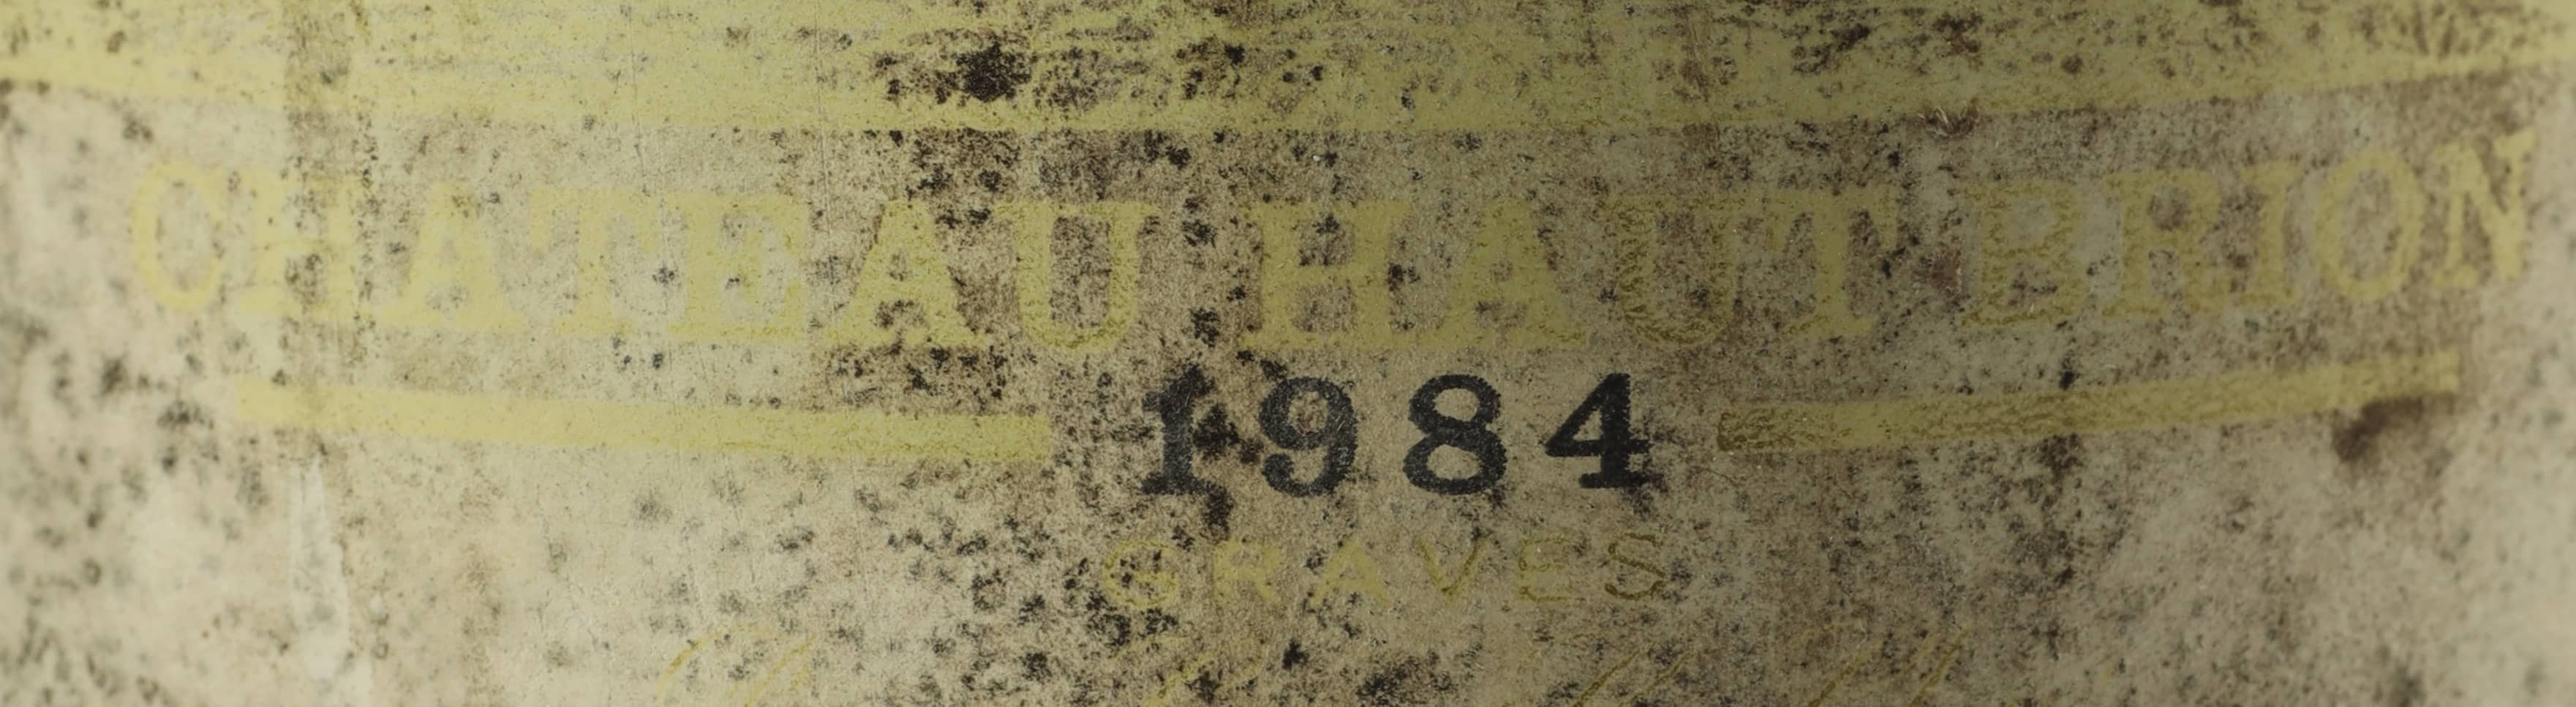 CHATEAU HAUT BRION
1984
GRAVES